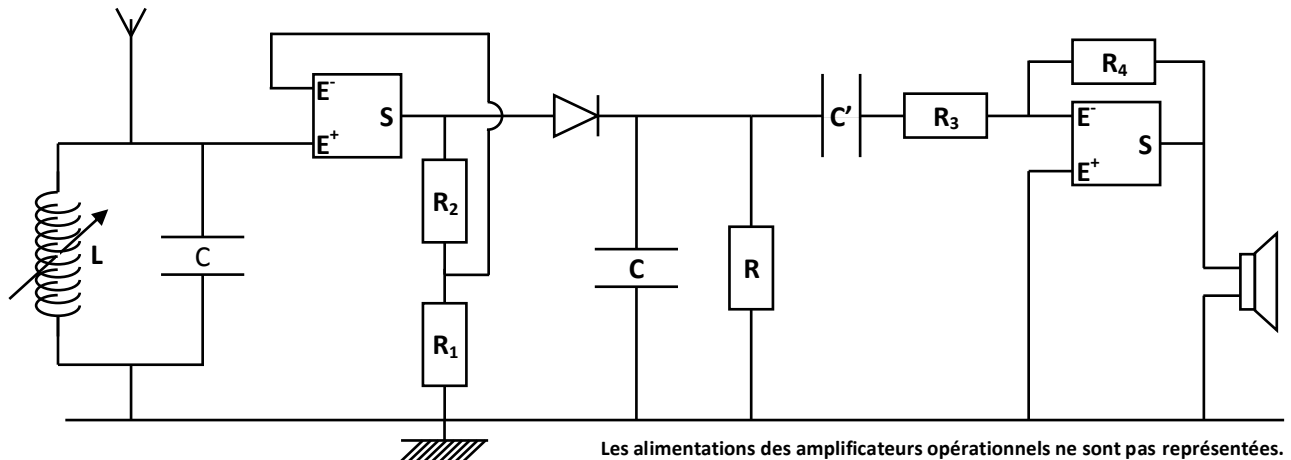 E⁻
S
E⁺
R₂
R₁
L
C
C
R
C'
R₃
R₄
E⁻
S
E⁺
Les alimentations des amplificateurs opérationnels ne sont pas représentées.